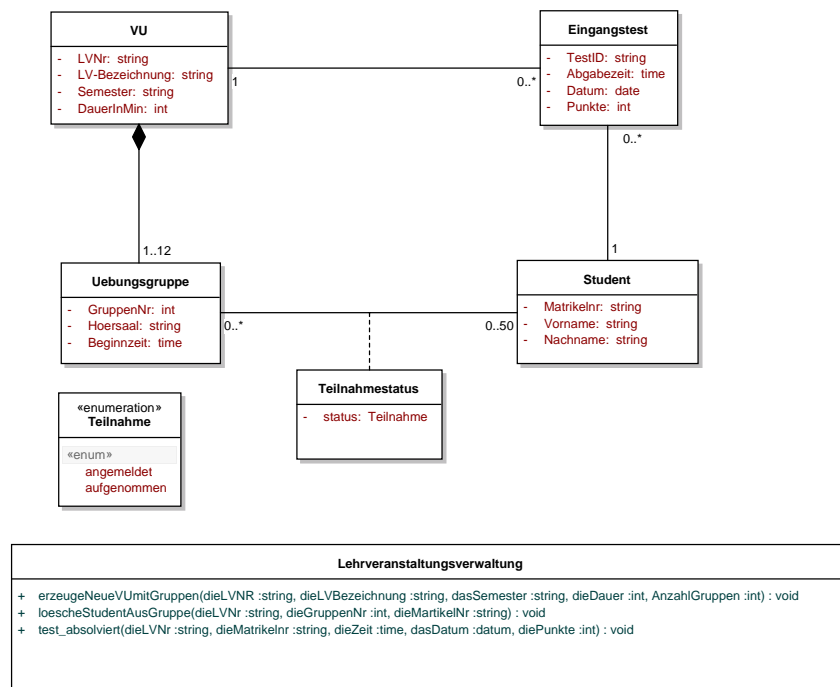 VU
- LVNr: string
- LV-Bezeichnung: string
- Semester: string
- DauerInMin: int
Eingangstest
- TestID: string
- Abgabezeit: time
- Datum: date
- Punkte: int
1
0..*
0..*
1..12
1
Uebungsgruppe
- GruppenNr: int
- Hoersaal: string
- Beginnzeit: time
Student
- Matrikelnr: string
- Vorname: string
- Nachname: string
0..*
0..50
Teilnahmestatus
- status: Teilnahme
«enumeration»
Teilnahme
«enum»
angemeldet
aufgenommen
Lehrveranstaltungsverwaltung
+ erzeugeNeueVUmitGruppen(dieLVNR :string, dieLVBezeichnung :string, dasSemester :string, dieDauer :int, AnzahlGruppen :int) : void
+ loescheStudentAusGruppe(dieLVNr :string, dieGruppenNr :int, dieMartikelNr :string) : void
+ test_absolviert(dieLVNr :string, dieMatrikelnr :string, dieZeit :time, dasDatum :datum, diePunkte :int) : void